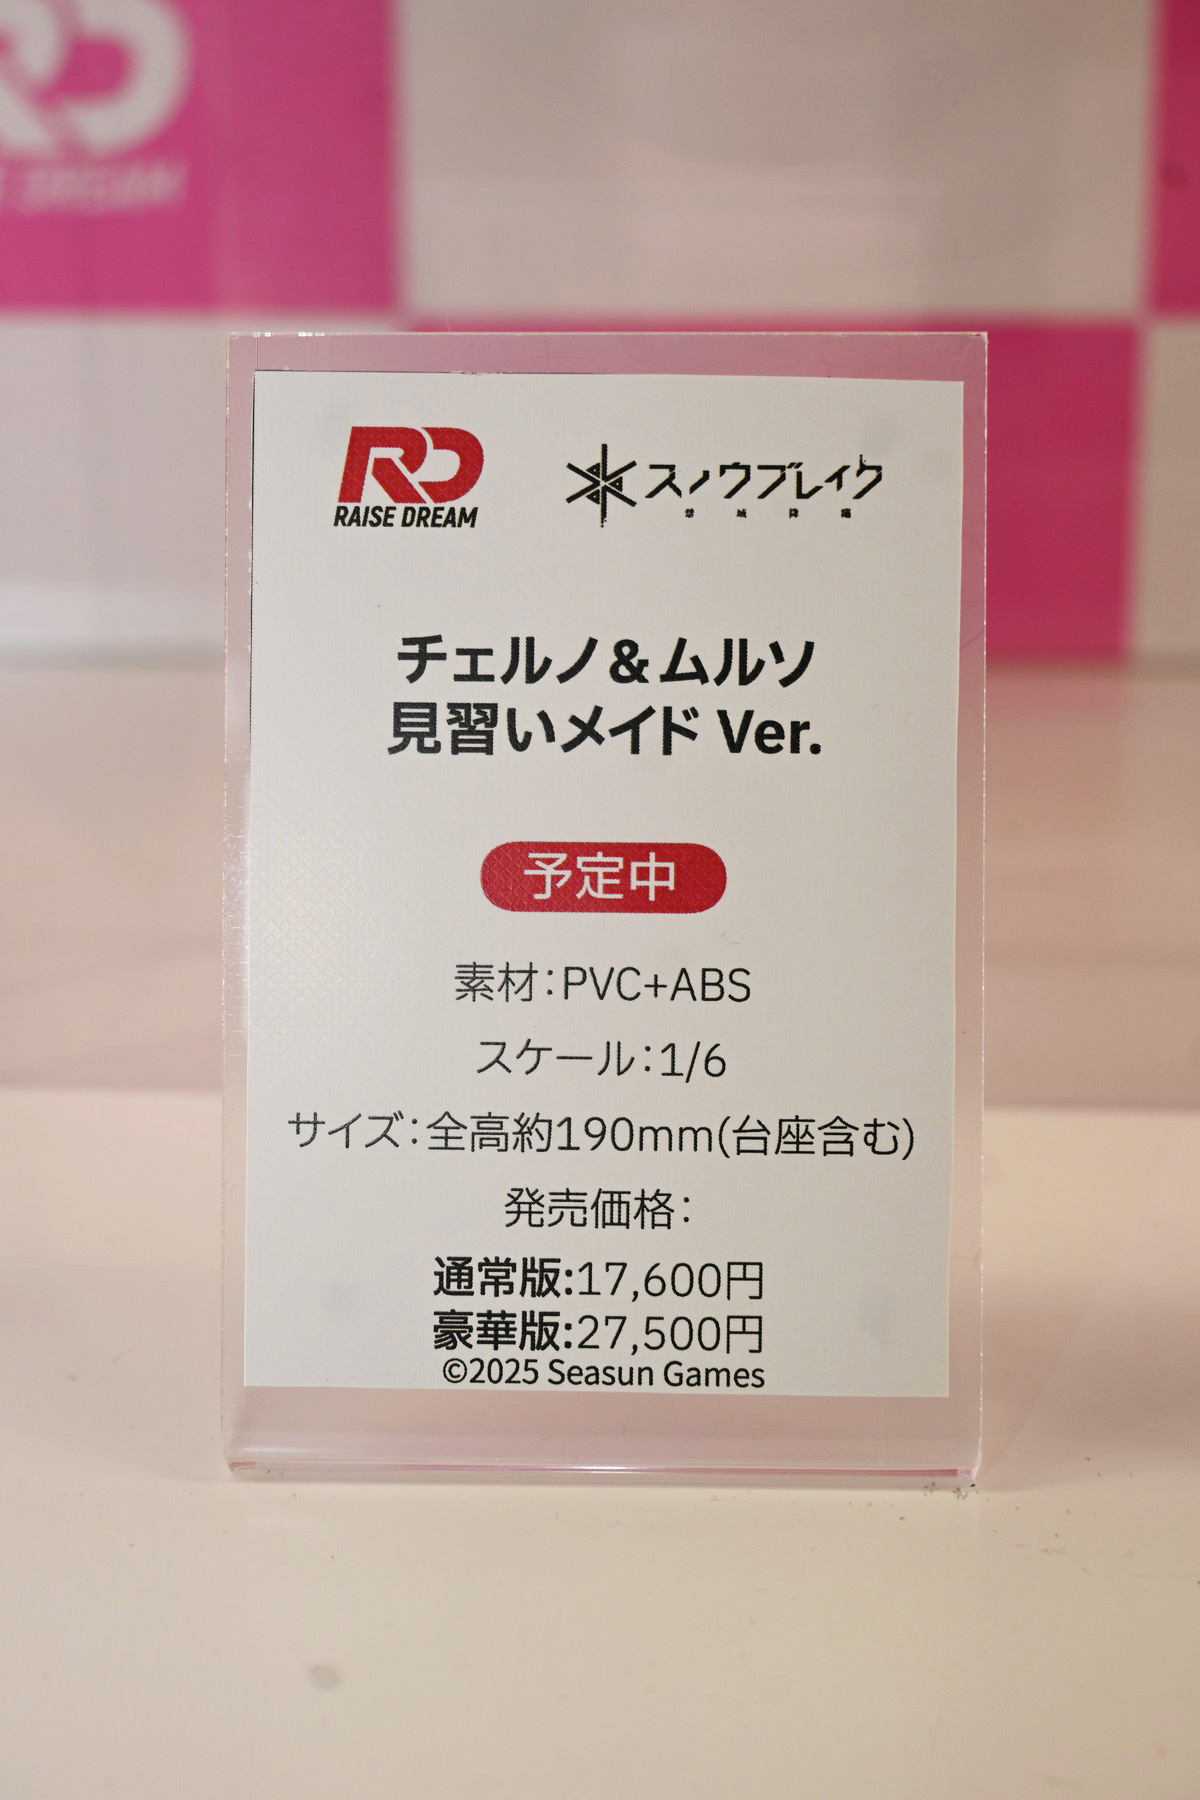 RAISE DREAM
スノウブレイク
チェルノ&ムルソ
見習いメイド Ver.
予定中
素材：PVC+ABS
スケール：1/6
サイズ：全高約190mm(台座含む)
発売価格：
通常版:17,600円
豪華版:27,500円
©2025 Seasun Games